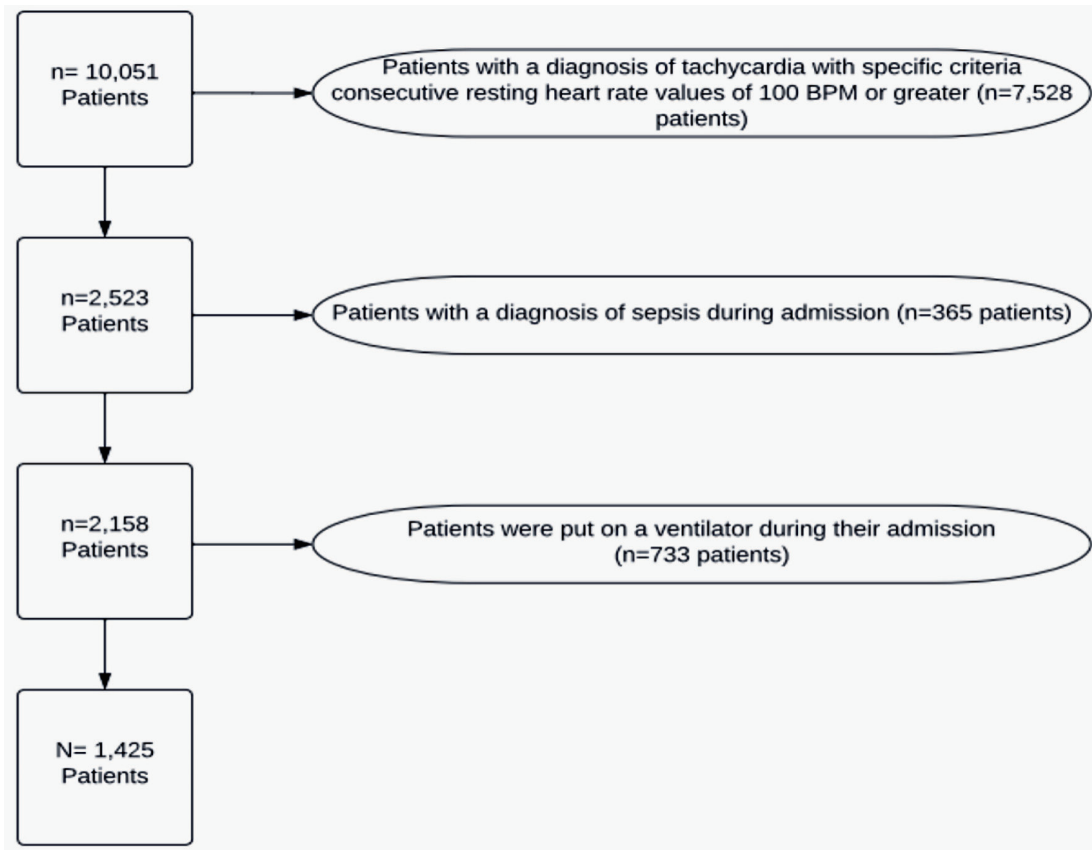 n= 10,051
Patients
Patients with a diagnosis of tachycardia with specific criteria
consecutive resting heart rate values of 100 BPM or greater (n=7,528
patients)
n=2,523
Patients
Patients with a diagnosis of sepsis during admission (n=365 patients)
n=2,158
Patients
Patients were put on a ventilator during their admission
(n=733 patients)
N= 1,425
Patients